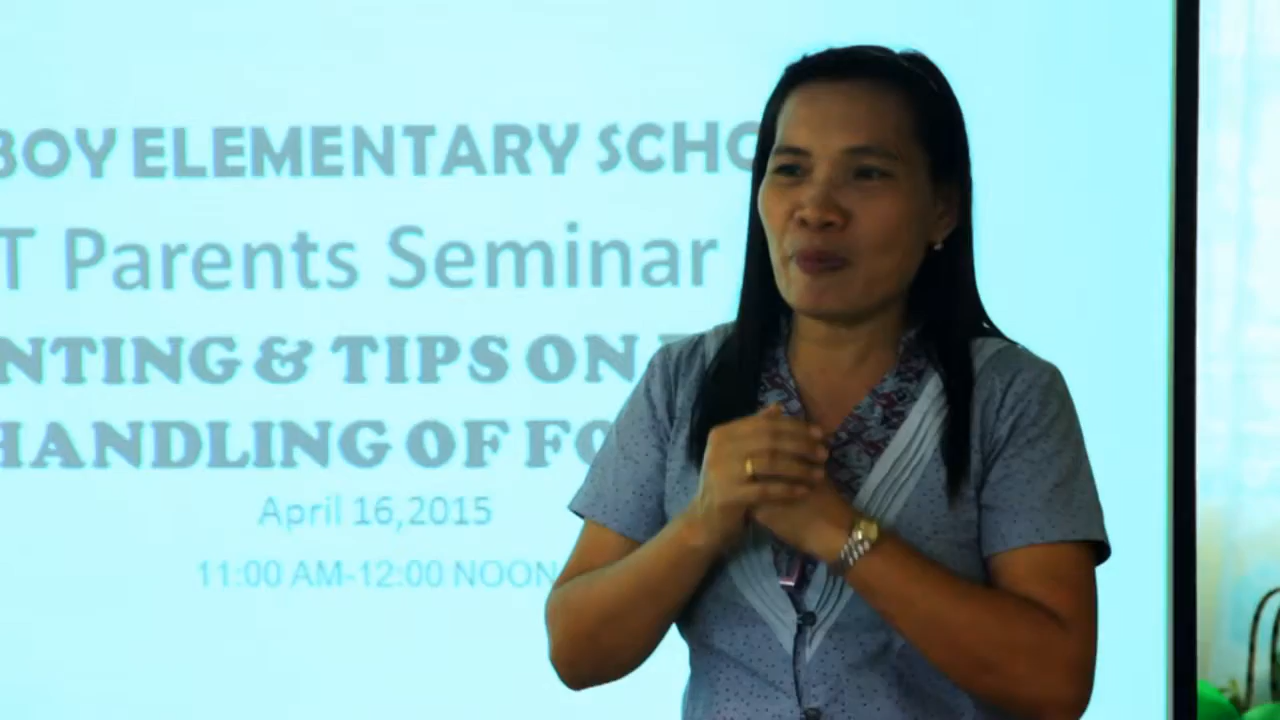 BOY ELEMENTARY SCHO
T Parents Seminar
NTING & TIPS ON
HANDLING OF FO
April 16,2015
11:00 AM-12:00 NOON